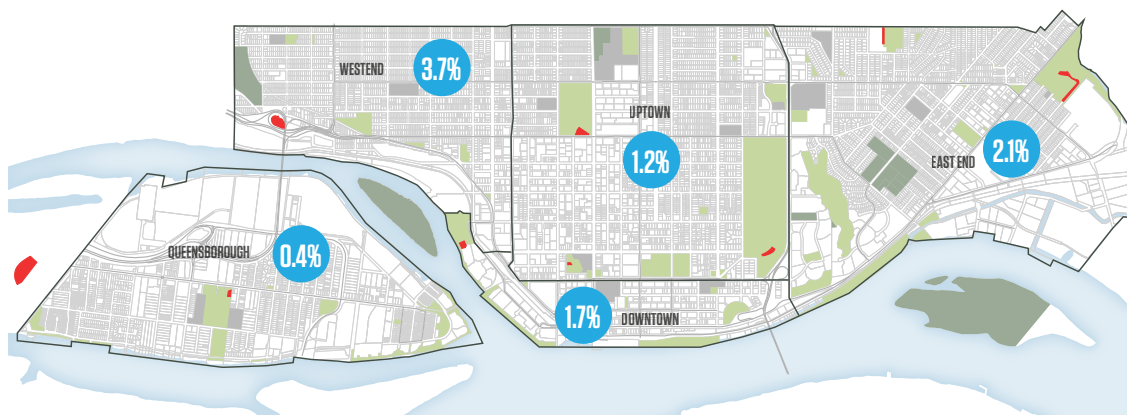 WESTEND
3.7%
UPTOWN
1.2%
EAST END
2.1%
QUEENSBOROUGH
0.4%
1.7%
DOWNTOWN